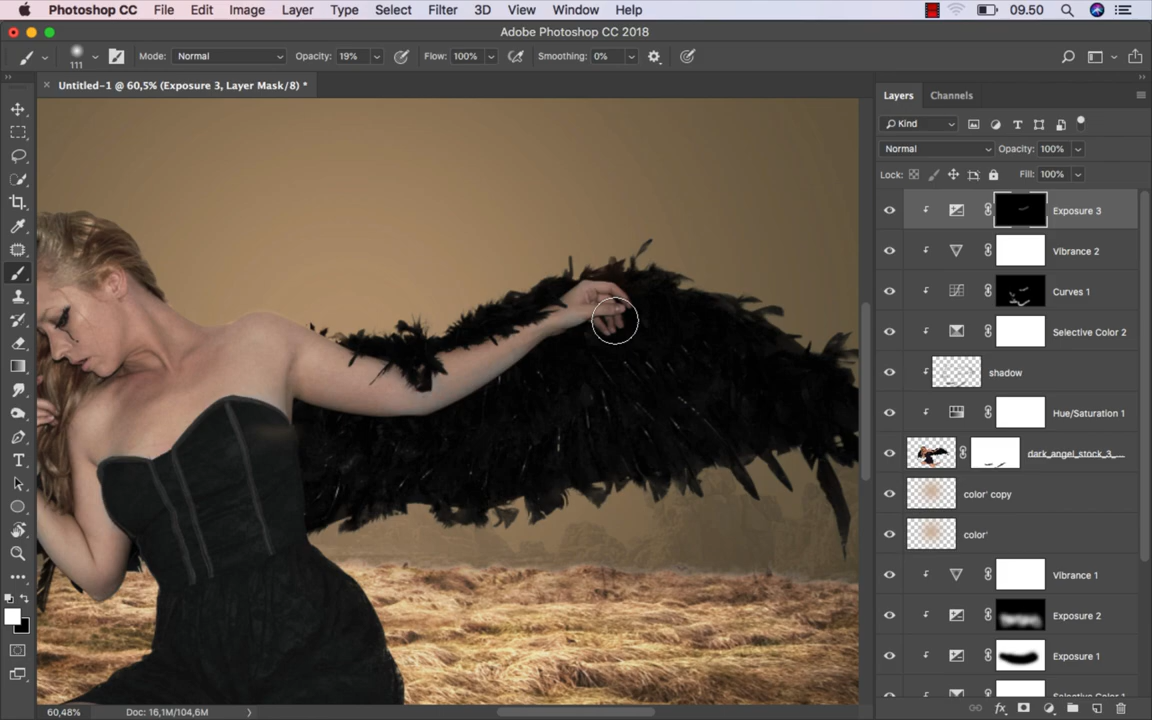 Photoshop CC File Edit Image Layer Type Select Filter 3D View Window Help 09.50
Adobe Photoshop CC 2018
111 Mode: Normal Opacity: 19% Flow: 100% Smoothing: 0%
Untitled-1 @ 60,5% (Exposure 3, Layer Mask/8) *
Layers Channels
Kind
Normal Opacity: 100%
Lock: Fill: 100%
Exposure 3
Vibrance 2
Curves 1
Selective Color 2
shadow
Hue/Saturation 1
dark_angel_stock_3_
color' copy
color'
Vibrance 1
Exposure 2
Exposure 1
Selective Color 1
60,48% Doc: 16,1M/104,6M